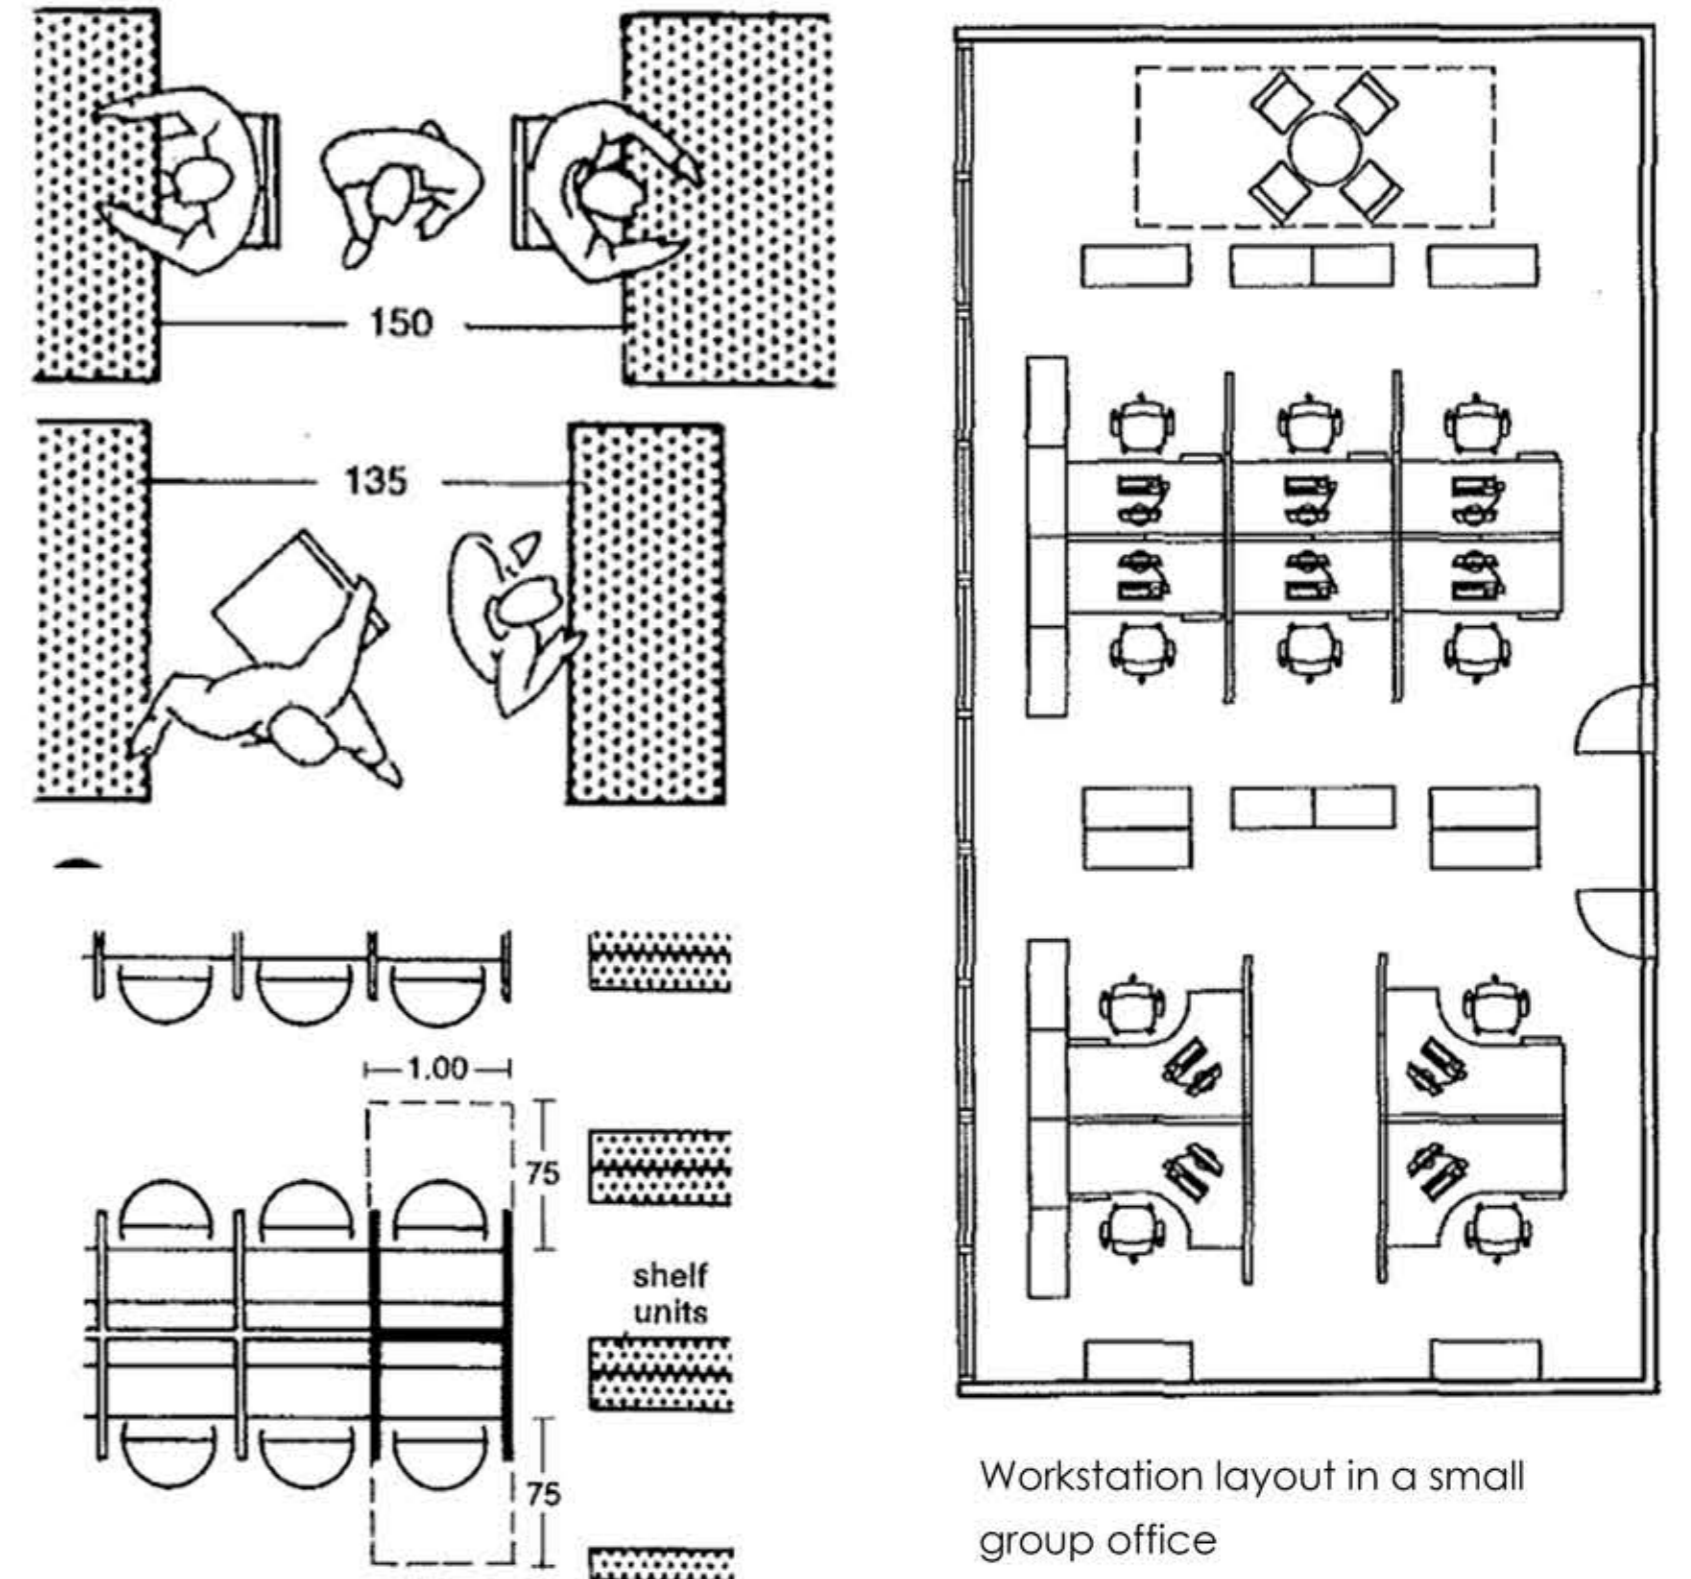 150
135
1.00
75
shelf
units
75
Workstation layout in a small
group office